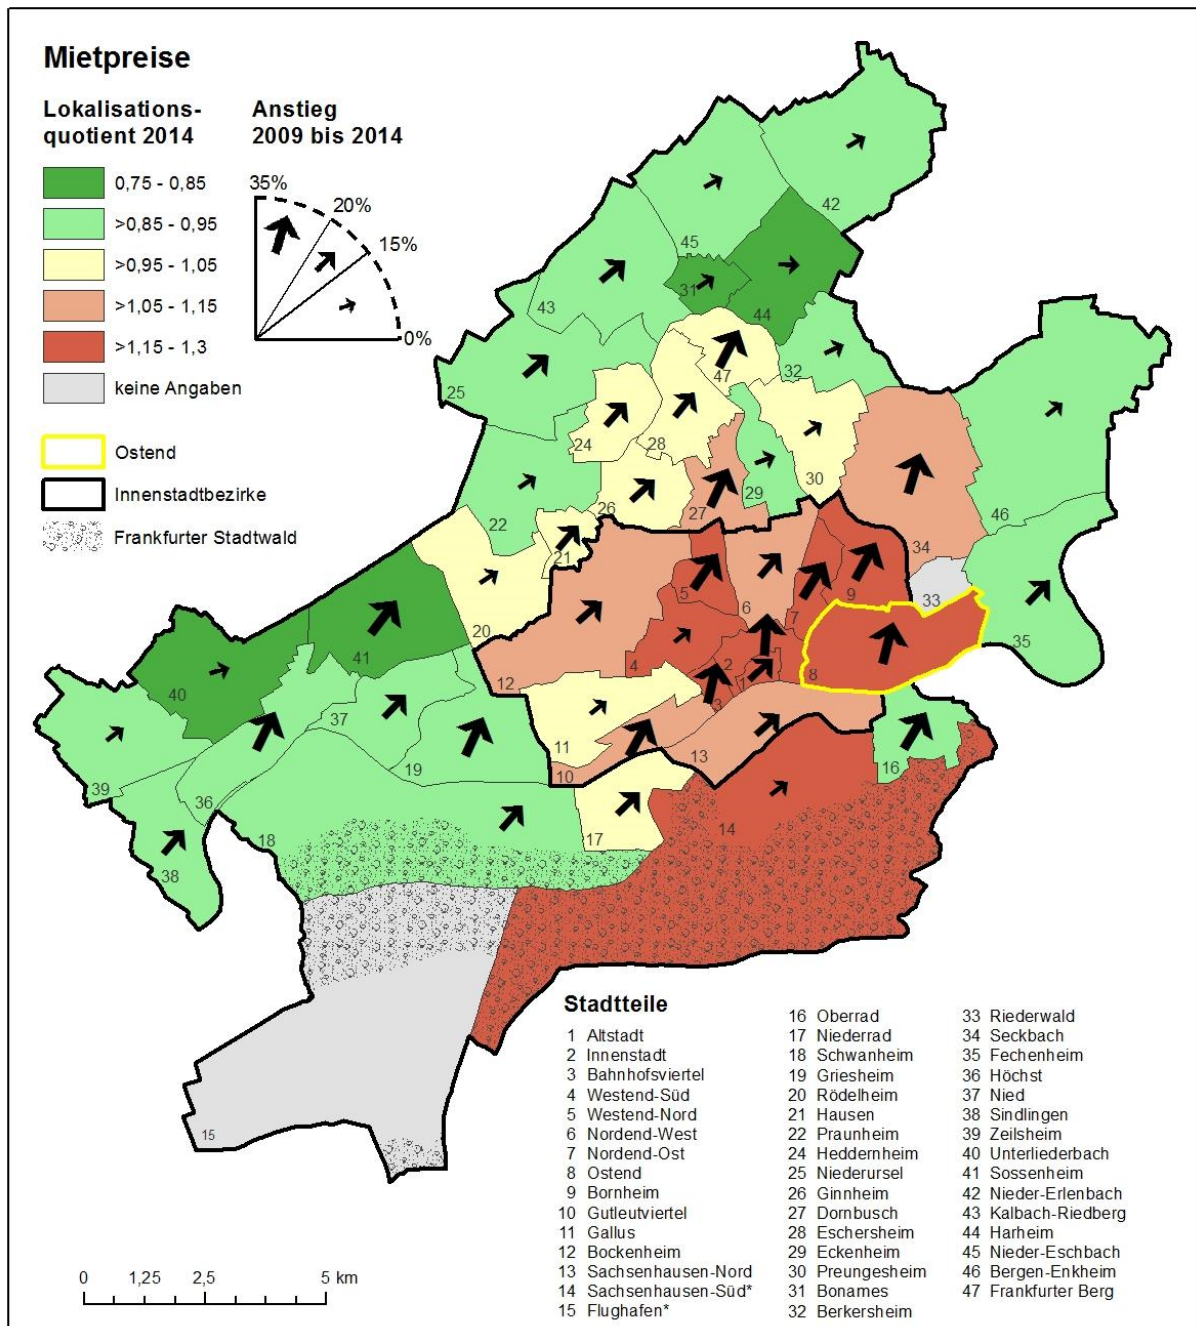 Mietpreise
Lokalisations-
quotient 2014
0,75 - 0,85
>0,85 - 0,95
>0,95 - 1,05
>1,05 - 1,15
>1,15 - 1,3
keine Angaben
Ostend
Innenstadtbezirke
Frankfurter Stadtwald
Anstieg
2009 bis 2014
35%
20%
15%
0%
42
45
31
44
43
47
32
25
24
28
29
30
46
22
26
27
34
21
33
35
20
5
6
7
9
41
4
2
1
8
40
12
3
37
11
13
19
10
16
39
36
18
17
14
38
15
0 1,25 2,5 5 km
Stadtteile
1 Altstadt
2 Innenstadt
3 Bahnhofsviertel
4 Westend-Süd
5 Westend-Nord
6 Nordend-West
7 Nordend-Ost
8 Ostend
9 Bornheim
10 Gutleutviertel
11 Gallus
12 Bockenheim
13 Sachsenhausen-Nord
14 Sachsenhausen-Süd*
15 Flughafen*
16 Oberrad
17 Niederrad
18 Schwanheim
19 Griesheim
20 Rödelheim
21 Hausen
22 Praunheim
24 Heddernheim
25 Niederursel
26 Ginnheim
27 Dornbusch
28 Eschersheim
29 Eckenheim
30 Preungesheim
31 Bonames
32 Berkersheim
33 Riederwald
34 Seckbach
35 Fechenheim
36 Höchst
37 Nied
38 Sindlingen
39 Zeilsheim
40 Unterliederbach
41 Sossenheim
42 Nieder-Erlenbach
43 Kalbach-Riedberg
44 Harheim
45 Nieder-Eschbach
46 Bergen-Enkheim
47 Frankfurter Berg